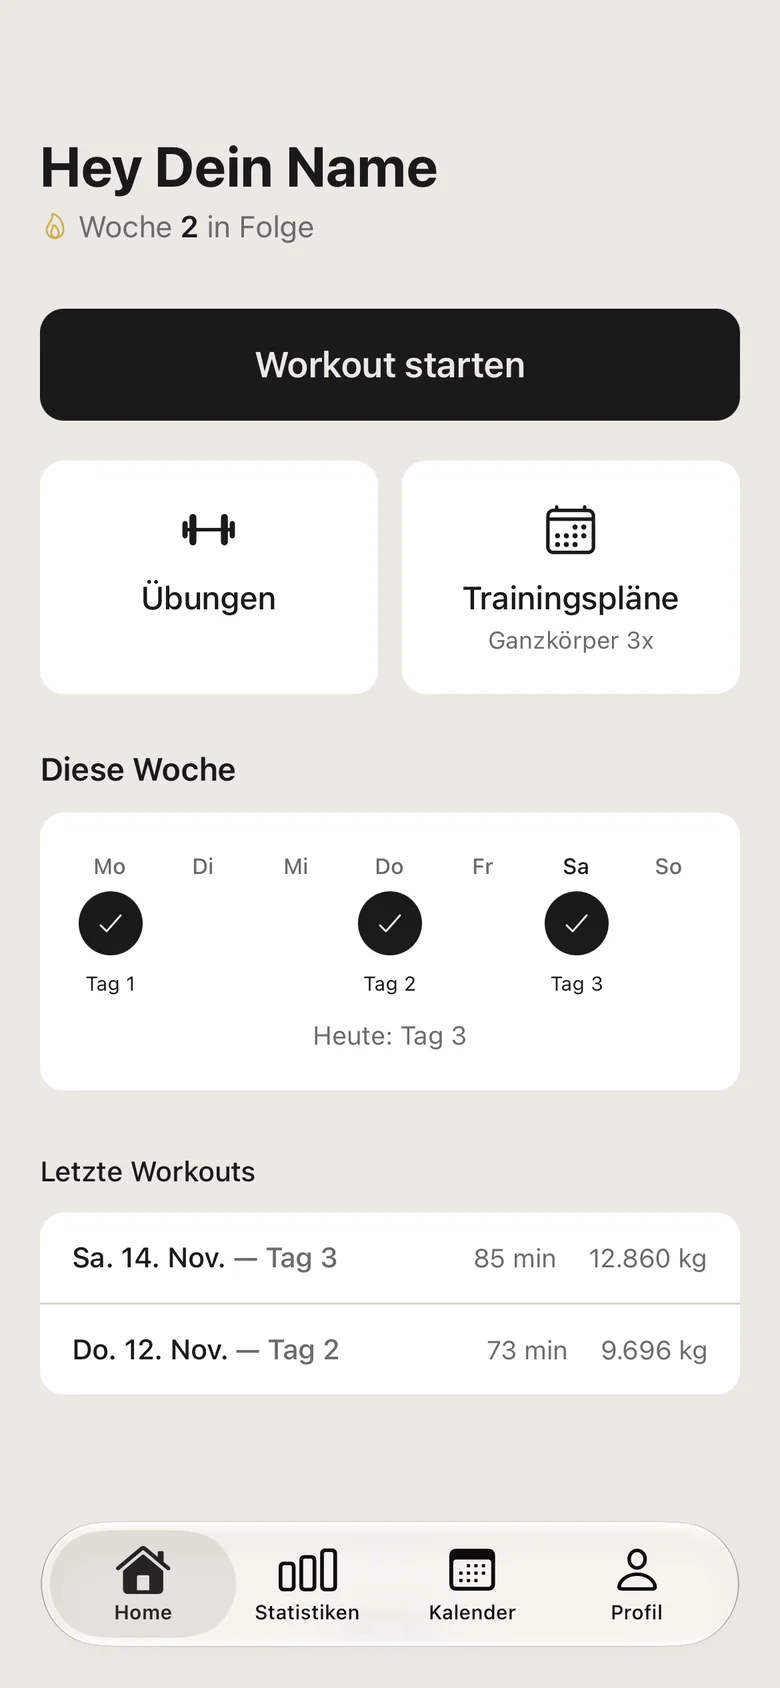 Hey Dein Name
Woche 2 in Folge
Workout starten
Übungen
Trainingspläne
Ganzkörper 3x
Diese Woche
Mo Di Mi Do Fr Sa So
Tag 1 Tag 2 Tag 3
Heute: Tag 3
Letzte Workouts
Sa. 14. Nov. — Tag 3 85 min 12.860 kg
Do. 12. Nov. — Tag 2 73 min 9.696 kg
Home Statistiken Kalender Profil